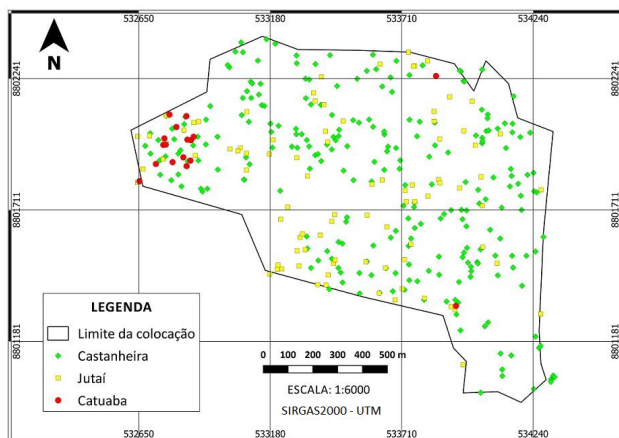 532650 533180 533710 534240
N
8802241 8802241
8801711 8801711
LEGENDA
Limite da colocação
Castanheira
Jutaí
Catuaba
8801181 8801181
0 100 200 300 400 500 m
ESCALA: 1:6000
SIRGAS2000 - UTM
532650 533180 533710 534240